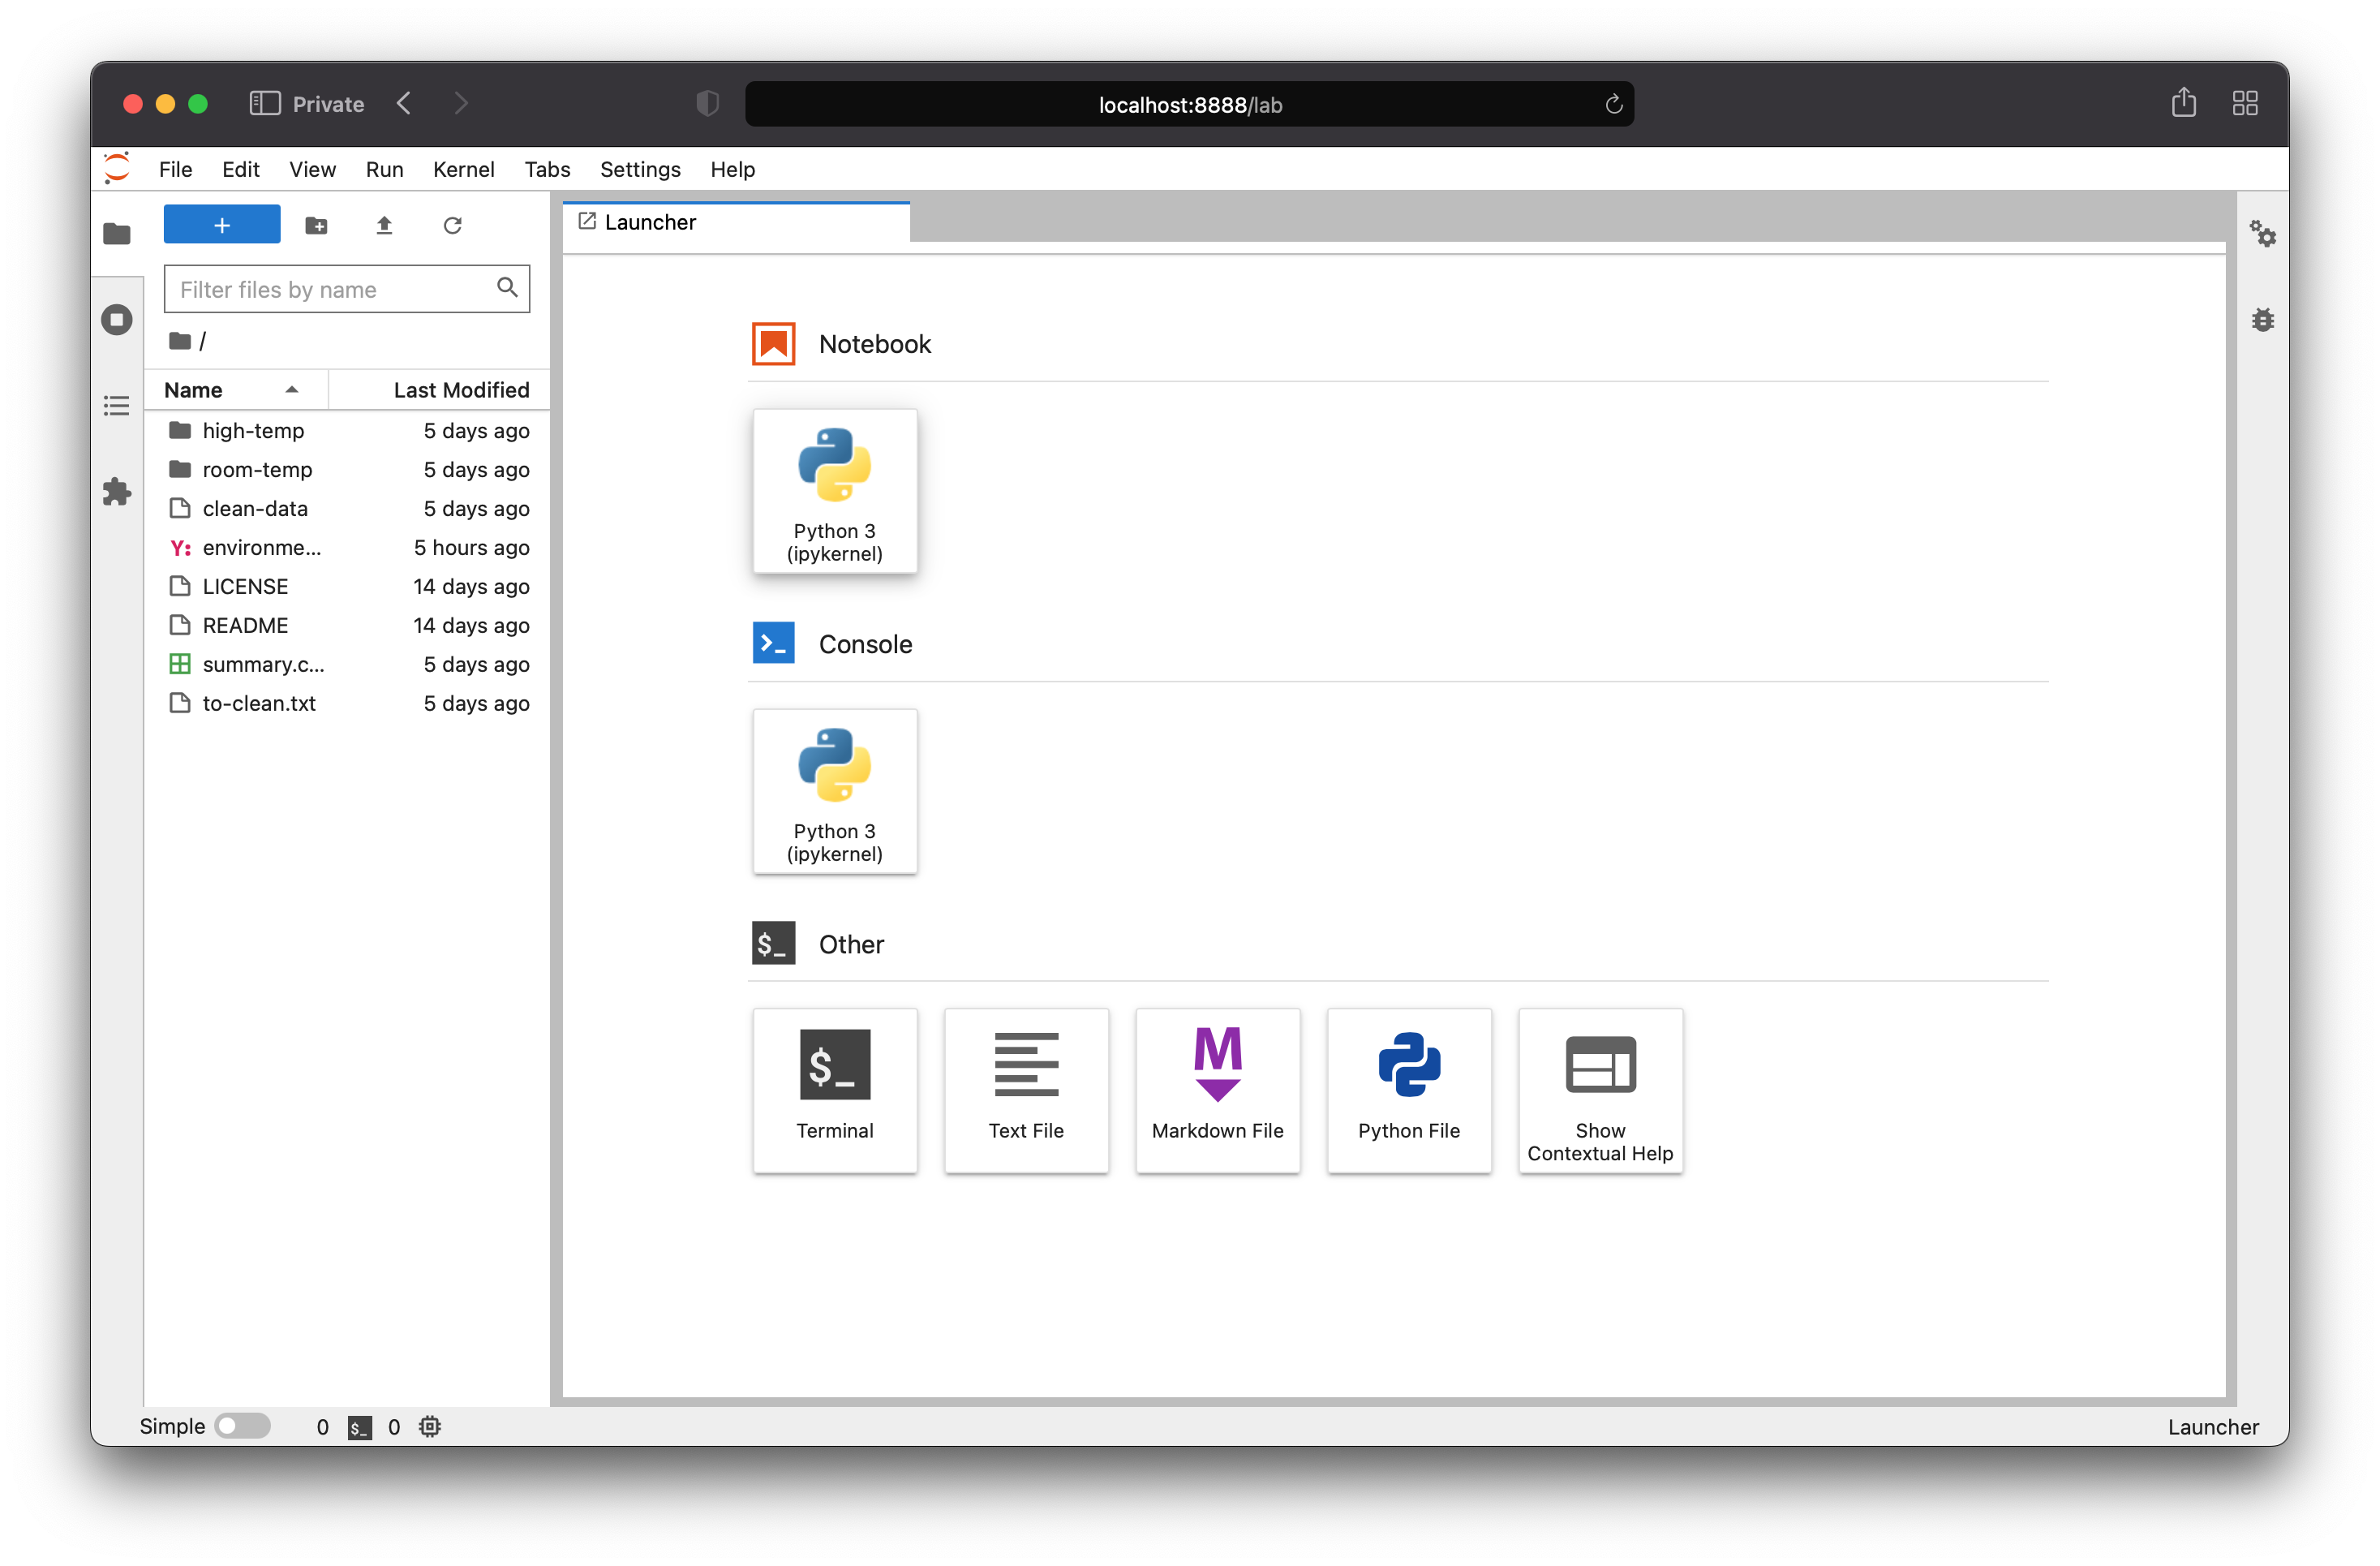 Private
localhost:8888/lab
File Edit View Run Kernel Tabs Settings Help
+
Filter files by name
/
Name Last Modified
high-temp 5 days ago
room-temp 5 days ago
clean-data 5 days ago
Y: environme... 5 hours ago
LICENSE 14 days ago
README 14 days ago
summary.c... 5 days ago
to-clean.txt 5 days ago
Launcher
Notebook
Python 3
(ipykernel)
Console
Python 3
(ipykernel)
$_ Other
$_
Terminal
Text File
M
Markdown File
Python File
Show
Contextual Help
Simple 0 $_ 0
Launcher